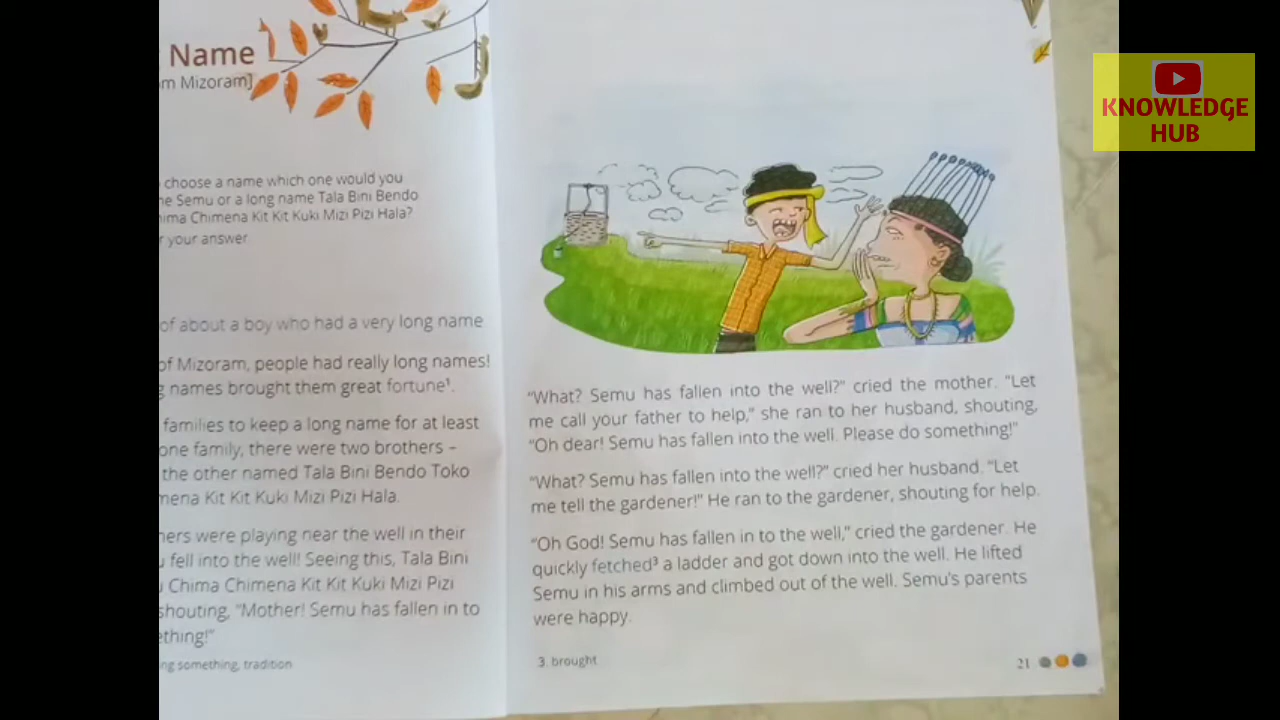 Name
m Mizoram]
choose a name which one would you
e Semu or a long name Tala Bini Bendo
ima Chimena Kit Kit Kuki Mizi Pizi Hala?
your answer
of about a boy who had a very long name
of Mizoram, people had really long names!
g names brought them great fortune¹.
families to keep a long name for at least
one family, there were two brothers –
the other named Tala Bini Bendo Toko
mena Kit Kit Kuki Mizi Pizi Hala.
hers were playing near the well in their
u fell into the well! Seeing this, Tala Bini
Chima Chimena Kit Kit Kuki Mizi Pizi
shouting, “Mother! Semu has fallen in to
ething!”
ng something, tradition
“What? Semu has fallen into the well?” cried the mother. “Let
me call your father to help,” she ran to her husband, shouting,
“Oh dear! Semu has fallen into the well. Please do something!”
“What? Semu has fallen into the well?” cried her husband. “Let
me tell the gardener!” He ran to the gardener, shouting for help.
“Oh God! Semu has fallen in to the well,” cried the gardener. He
quickly fetched³ a ladder and got down into the well. He lifted
Semu in his arms and climbed out of the well. Semu’s parents
were happy.
3. brought
21
KNOWLEDGE
HUB